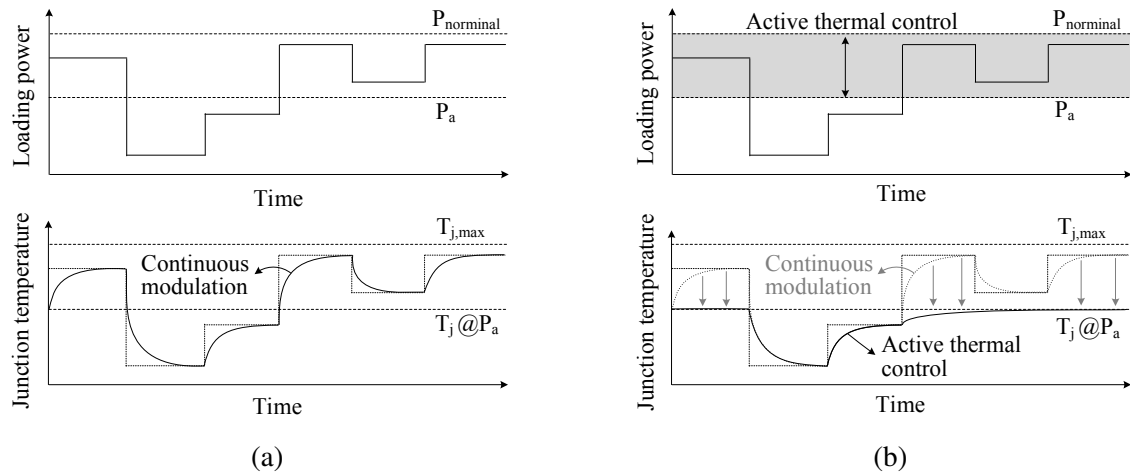 Loading power
P_norminal
P_a
Time
Junction temperature
T_j,max
Continuous
modulation
T_j @P_a
Time
(a)
Loading power
Active thermal control
P_norminal
P_a
Time
Junction temperature
T_j,max
Continuous
modulation
T_j @P_a
Active thermal
control
Time
(b)